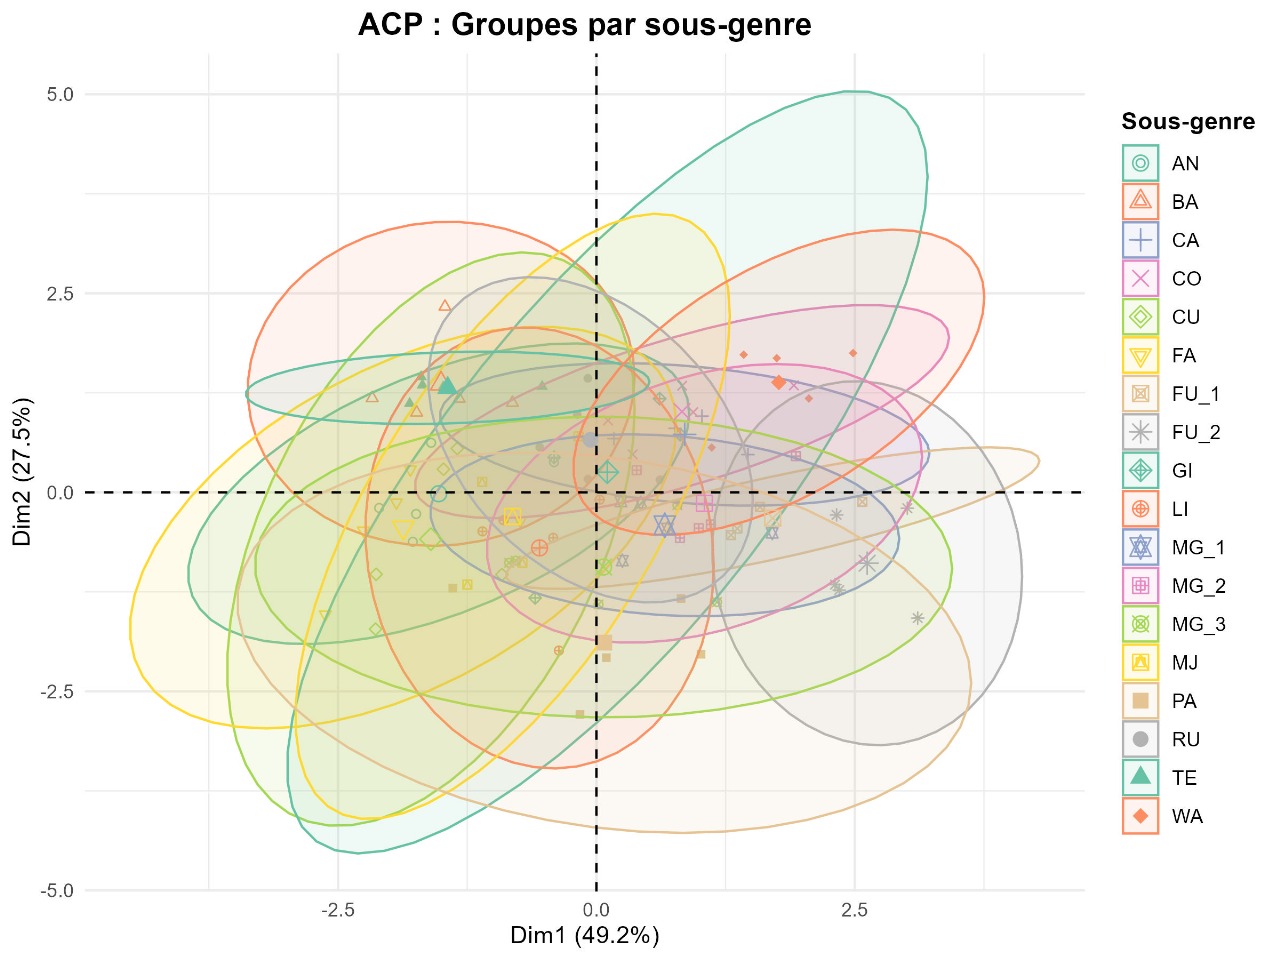 ACP : Groupes par sous-genre
Dim2 (27.5%)
5.0
2.5
0.0
-2.5
-5.0
-2.5
0.0
2.5
Dim1 (49.2%)
Sous-genre
AN
BA
CA
CO
CU
FA
FU_1
FU_2
GI
LI
MG_1
MG_2
MG_3
MJ
PA
RU
TE
WA